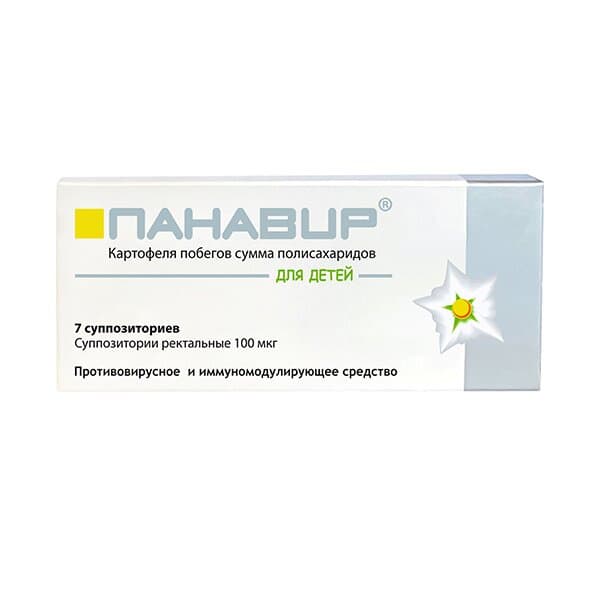 ПАНАВИР®
Картофеля побегов сумма полисахаридов
ДЛЯ ДЕТЕЙ
7 суппозиториев
Суппозитории ректальные 100 мкг
Противовирусное и иммуномодулирующее средство